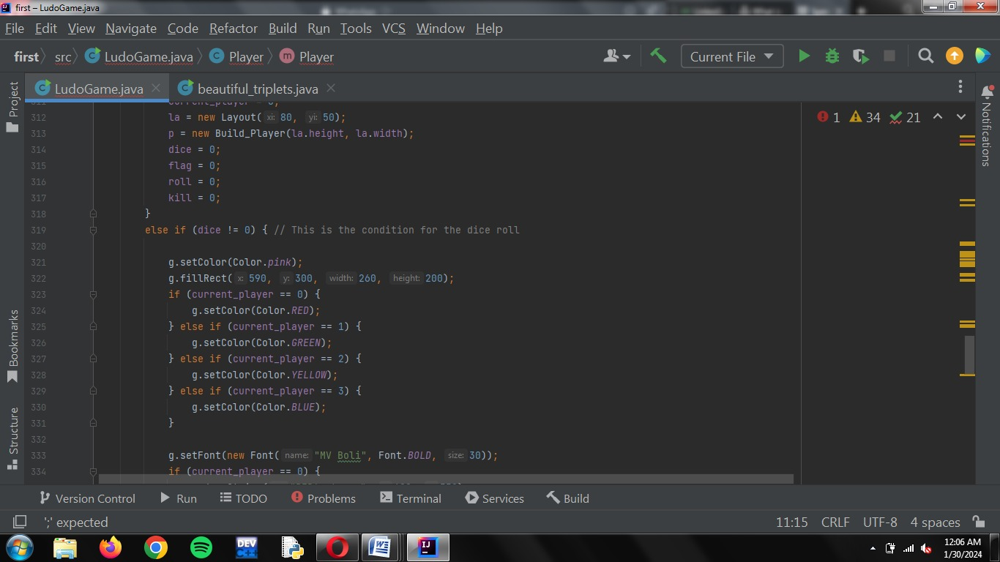 first – LudoGame.java
File Edit View Navigate Code Refactor Build Run Tools VCS Window Help
first src LudoGame.java Player Player
Current File
LudoGame.java beautiful_triplets.java
Project
Bookmarks
Structure
Notifications
1 34 21
311 current_player = 0;
312 la = new Layout( xi: 80, yi: 50);
313 p = new Build_Player(la.height, la.width);
314 dice = 0;
315 flag = 0;
316 roll = 0;
317 kill = 0;
318 }
319 else if (dice != 0) { // This is the condition for the dice roll
320
321 g.setColor(Color.pink);
322 g.fillRect( x: 590, y: 300, width: 260, height: 200);
323 if (current_player == 0) {
324 g.setColor(Color.RED);
325 } else if (current_player == 1) {
326 g.setColor(Color.GREEN);
327 } else if (current_player == 2) {
328 g.setColor(Color.YELLOW);
329 } else if (current_player == 3) {
330 g.setColor(Color.BLUE);
331 }
332
333 g.setFont(new Font( name: "MV Boli", Font.BOLD, size: 30));
334 if (current_player == 0) {
Version Control Run TODO Problems Terminal Services Build
';' expected 11:15 CRLF UTF-8 4 spaces
DEV C++
W
IJ
12:06 AM
1/30/2024